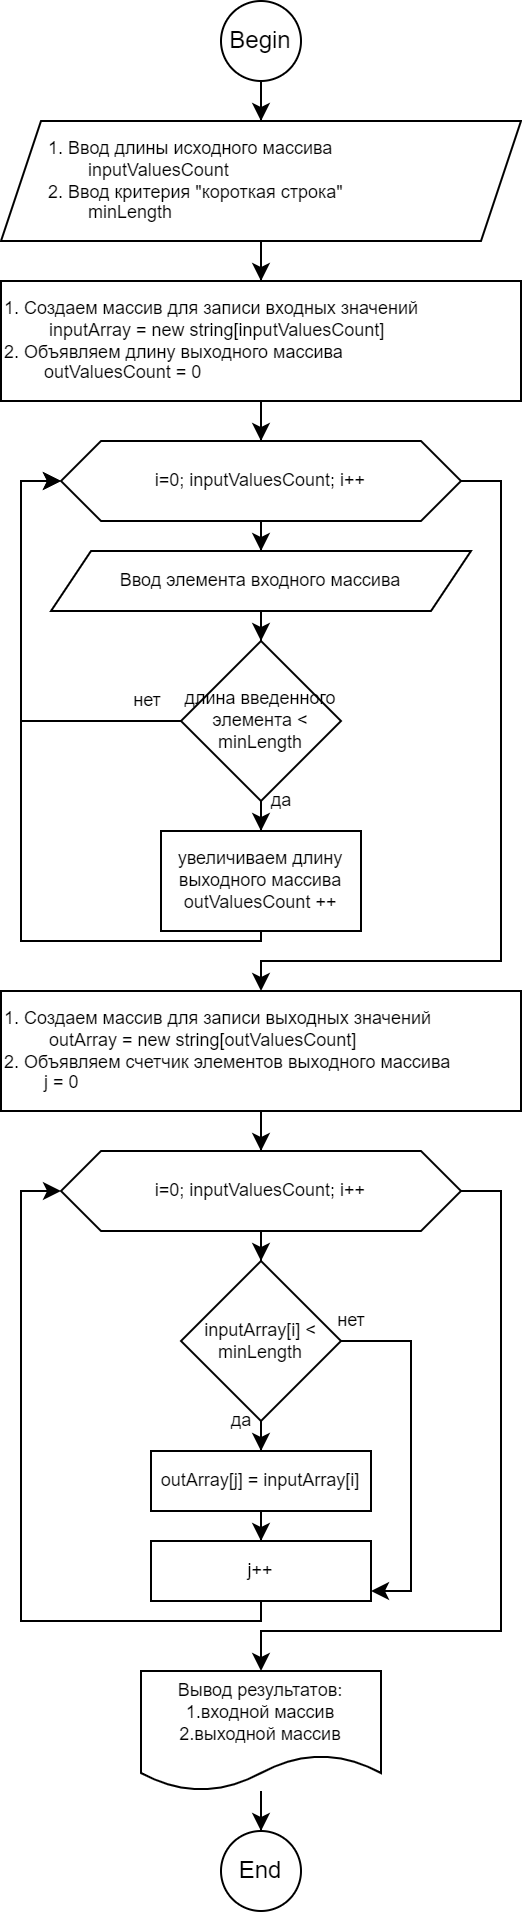 Begin
1. Ввод длины исходного массива
inputValuesCount
2. Ввод критерия "короткая строка"
minLength
1. Создаем массив для записи входных значений
inputArray = new string[inputValuesCount]
2. Объявляем длину выходного массива
outValuesCount = 0
i=0; inputValuesCount; i++
Ввод элемента входного массива
длина введенного
элемента <
minLength
нет
да
увеличиваем длину
выходного массива
outValuesCount ++
1. Создаем массив для записи выходных значений
outArray = new string[outValuesCount]
2. Объявляем счетчик элементов выходного массива
j = 0
i=0; inputValuesCount; i++
inputArray[i] <
minLength
нет
да
outArray[j] = inputArray[i]
j++
Вывод результатов:
1.входной массив
2.выходной массив
End